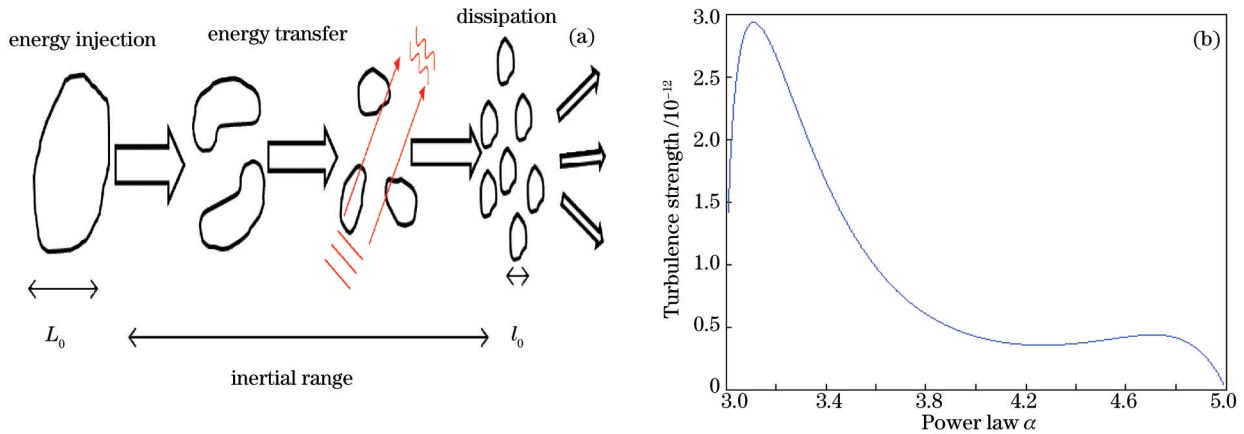 energy injection
energy transfer
dissipation
(a)
L₀
l₀
inertial range
(b)
Turbulence strength /10⁻¹²
3.0
2.5
2.0
1.5
1.0
0.5
0
3.0 3.4 3.8 4.2 4.6 5.0
Power law α